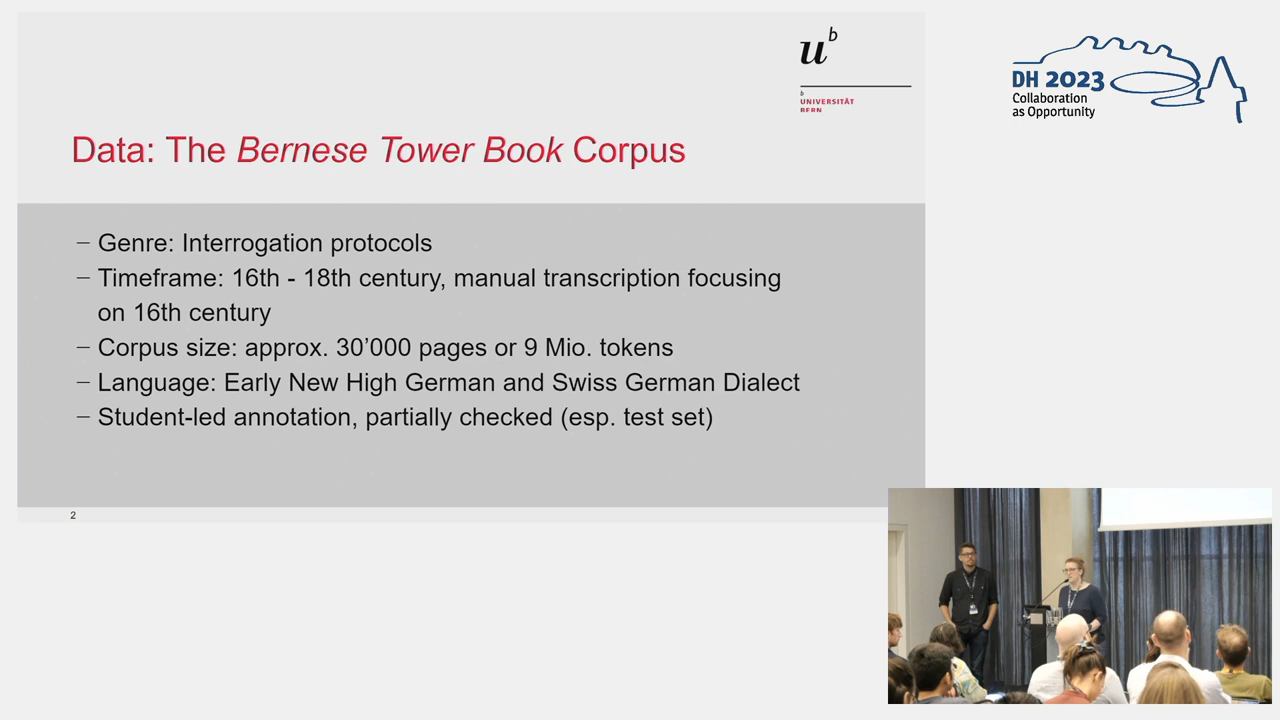 u b
b
UNIVERSITÄT
BERN
DH 2023
Collaboration
as Opportunity
Data: The Bernese Tower Book Corpus
– Genre: Interrogation protocols
– Timeframe: 16th - 18th century, manual transcription focusing
on 16th century
– Corpus size: approx. 30’000 pages or 9 Mio. tokens
– Language: Early New High German and Swiss German Dialect
– Student-led annotation, partially checked (esp. test set)
2